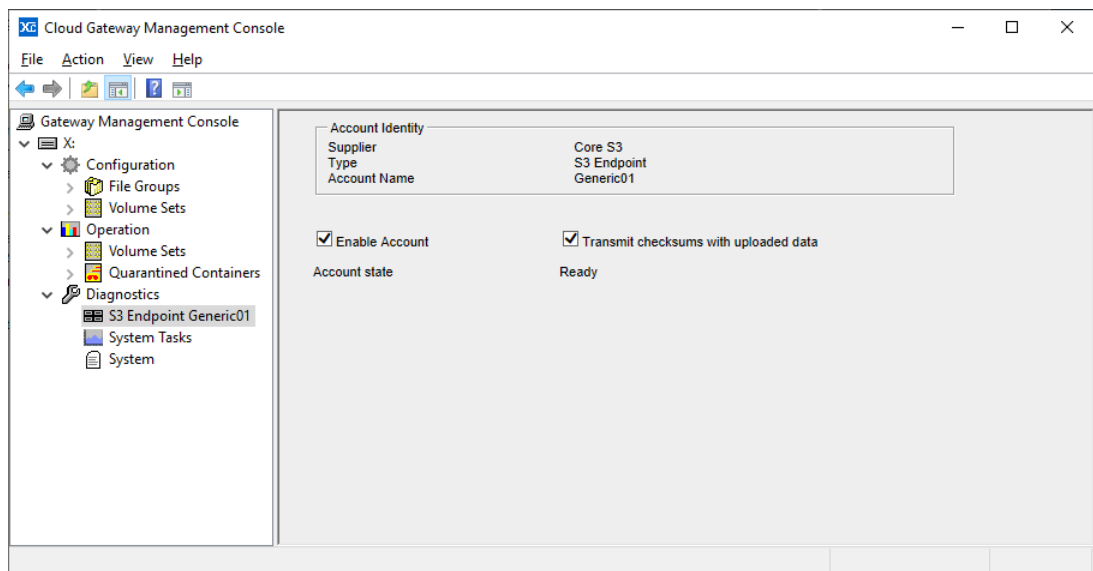 Cloud Gateway Management Console
File Action View Help
Gateway Management Console
X:
Configuration
File Groups
Volume Sets
Operation
Volume Sets
Quarantined Containers
Diagnostics
S3 Endpoint Generic01
System Tasks
System
Account Identity
Supplier Core S3
Type S3 Endpoint
Account Name Generic01
Enable Account Transmit checksums with uploaded data
Account state Ready